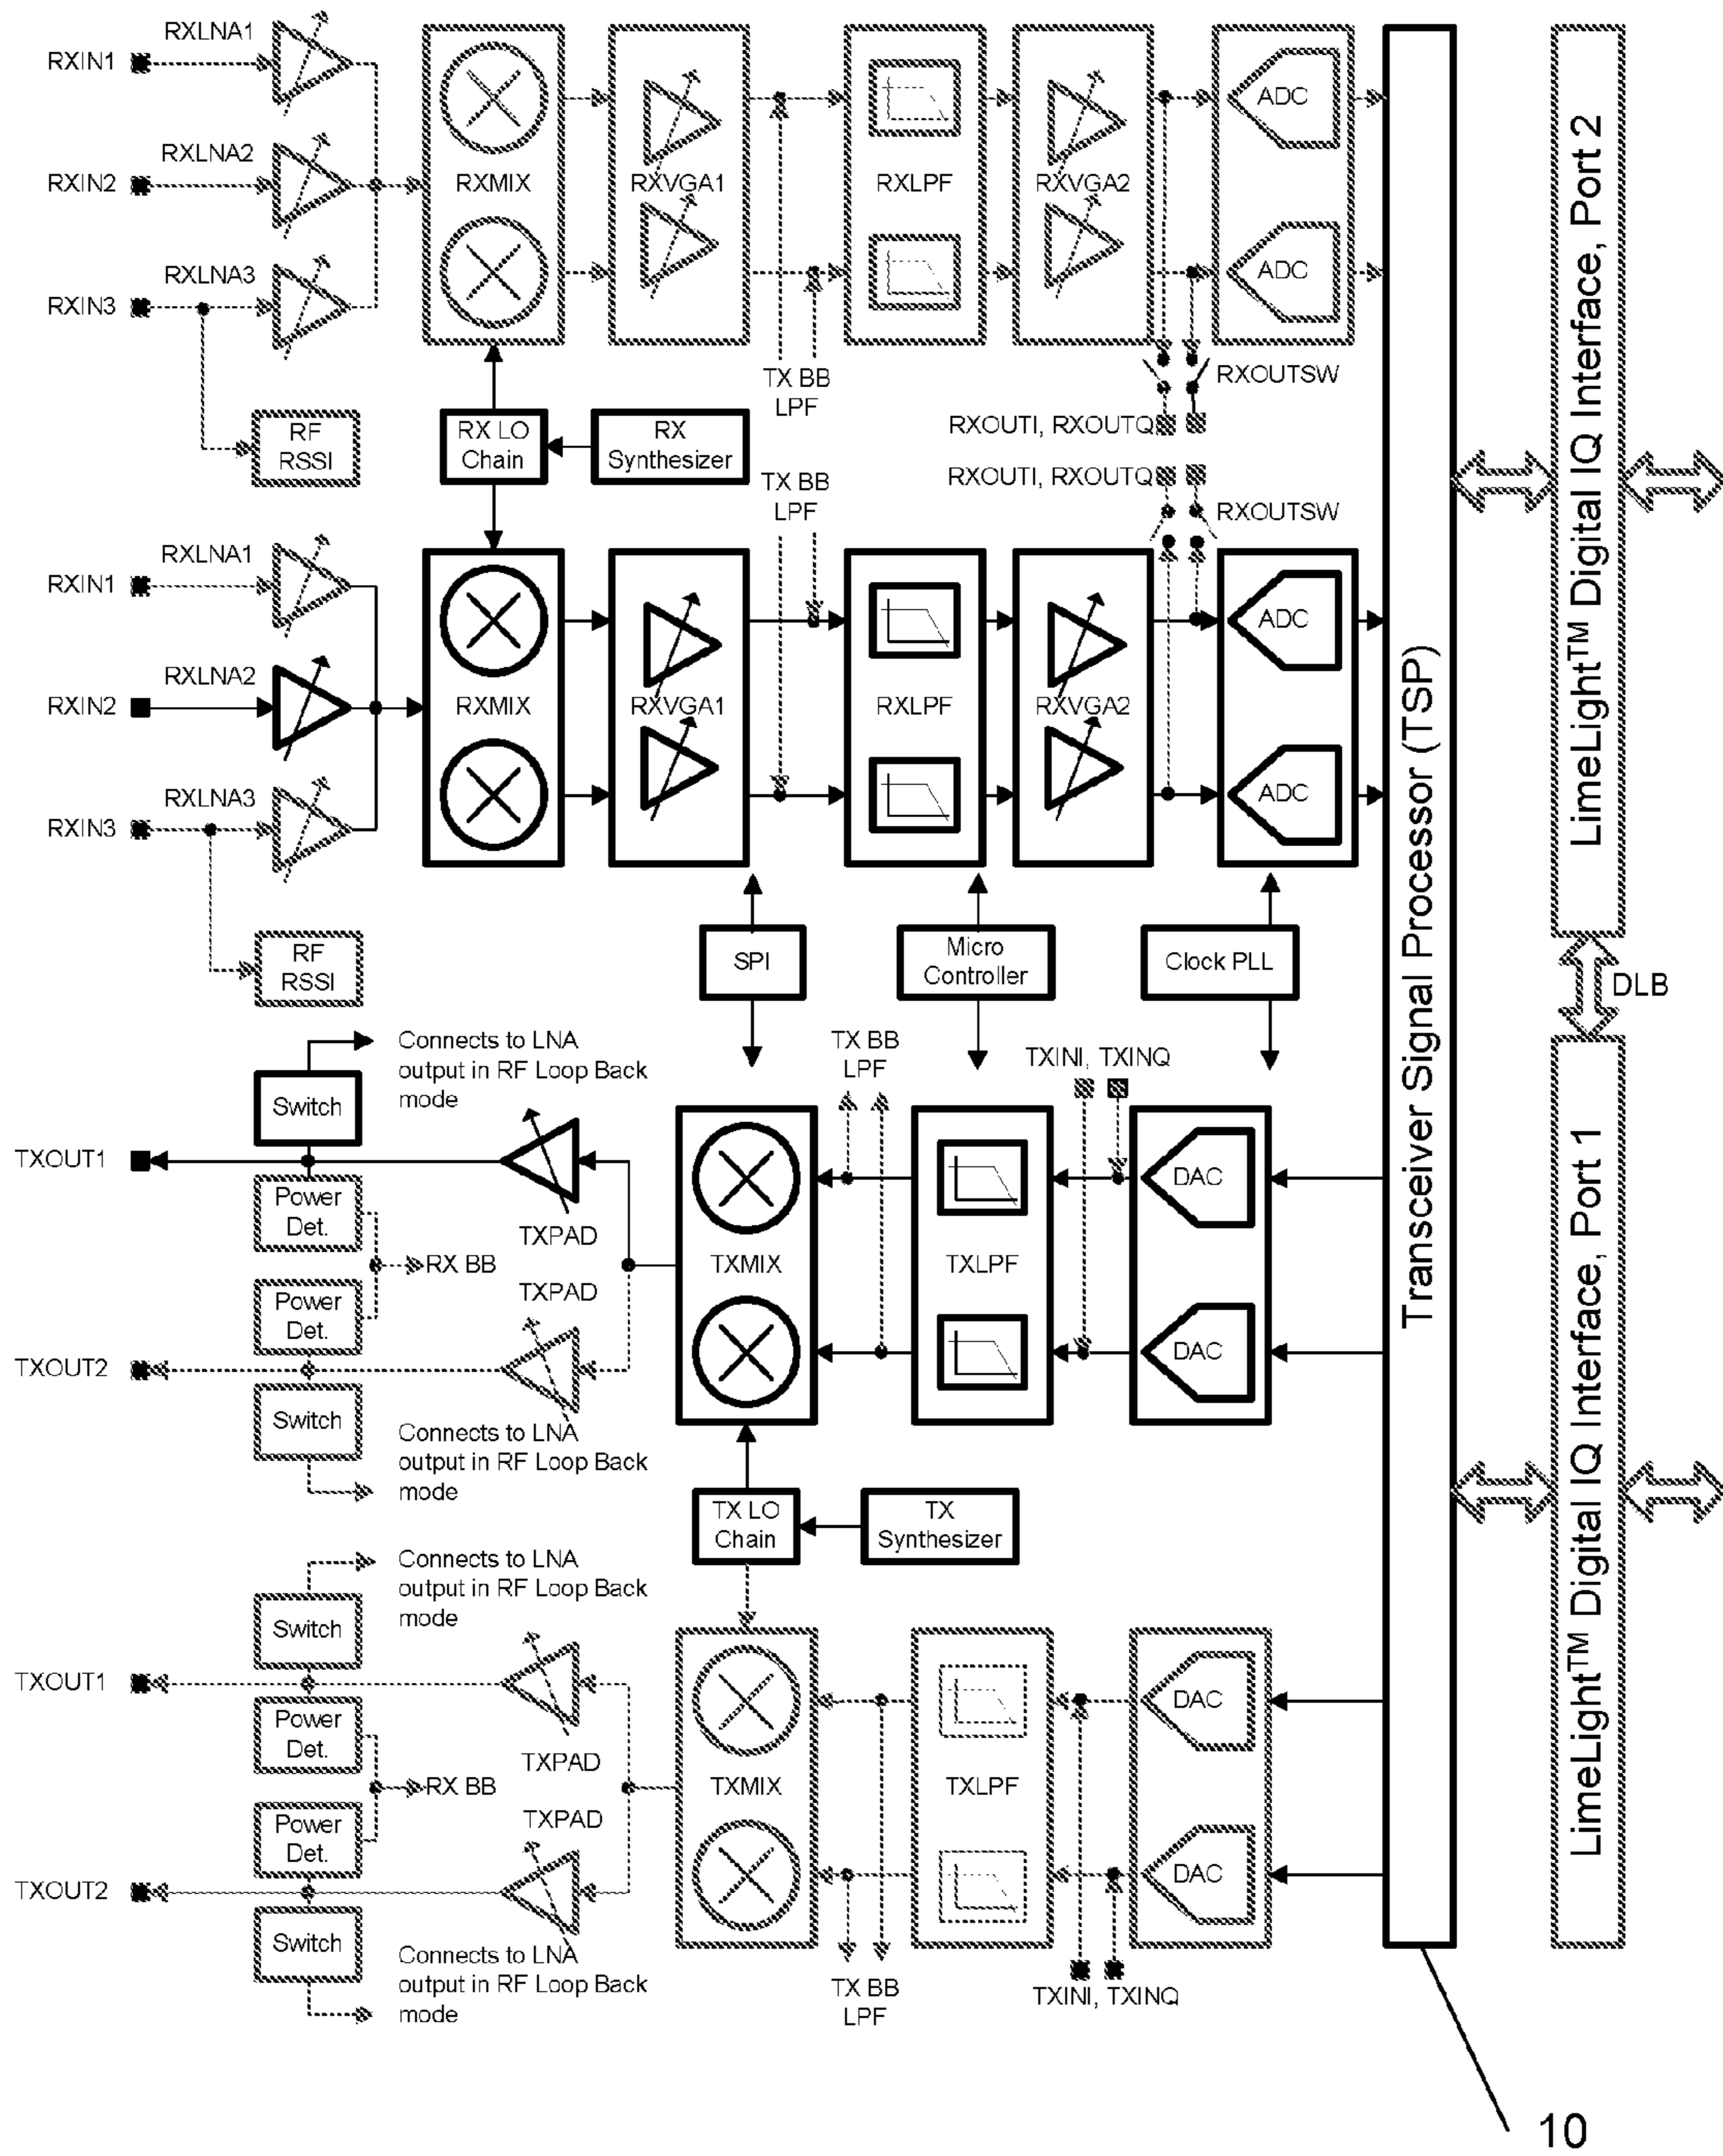 RXIN1
RXLNA1
RXIN2
RXLNA2
RXIN3
RXLNA3
RF
RSSI
RXMIX
RXVGA1
RXLPF
RXVGA2
ADC
ADC
TX BB
LPF
RXOUTSW
RXOUTI, RXOUTQ
RX LO
Chain
RX
Synthesizer
TX BB
LPF
RXOUTI, RXOUTQ
RXOUTSW
RXIN1
RXLNA1
RXIN2
RXLNA2
RXIN3
RXLNA3
RF
RSSI
RXMIX
RXVGA1
RXLPF
RXVGA2
ADC
ADC
SPI
Micro
Controller
Clock PLL
Transceiver Signal Processor (TSP)
LimeLight™ Digital IQ Interface, Port 2
DLB
LimeLight™ Digital IQ Interface, Port 1
Connects to LNA
output in RF Loop Back
mode
Switch
TXOUT1
Power
Det.
RX BB
Power
Det.
TXOUT2
Switch
Connects to LNA
output in RF Loop Back
mode
TXPAD
TXPAD
TXMIX
TX BB
LPF
TXLPF
TXINI, TXINQ
DAC
DAC
TX LO
Chain
TX
Synthesizer
Connects to LNA
output in RF Loop Back
mode
Switch
TXOUT1
Power
Det.
RX BB
Power
Det.
TXOUT2
Switch
Connects to LNA
output in RF Loop Back
mode
TXPAD
TXPAD
TXMIX
TXLPF
DAC
DAC
TX BB
LPF
TXINI, TXINQ
10